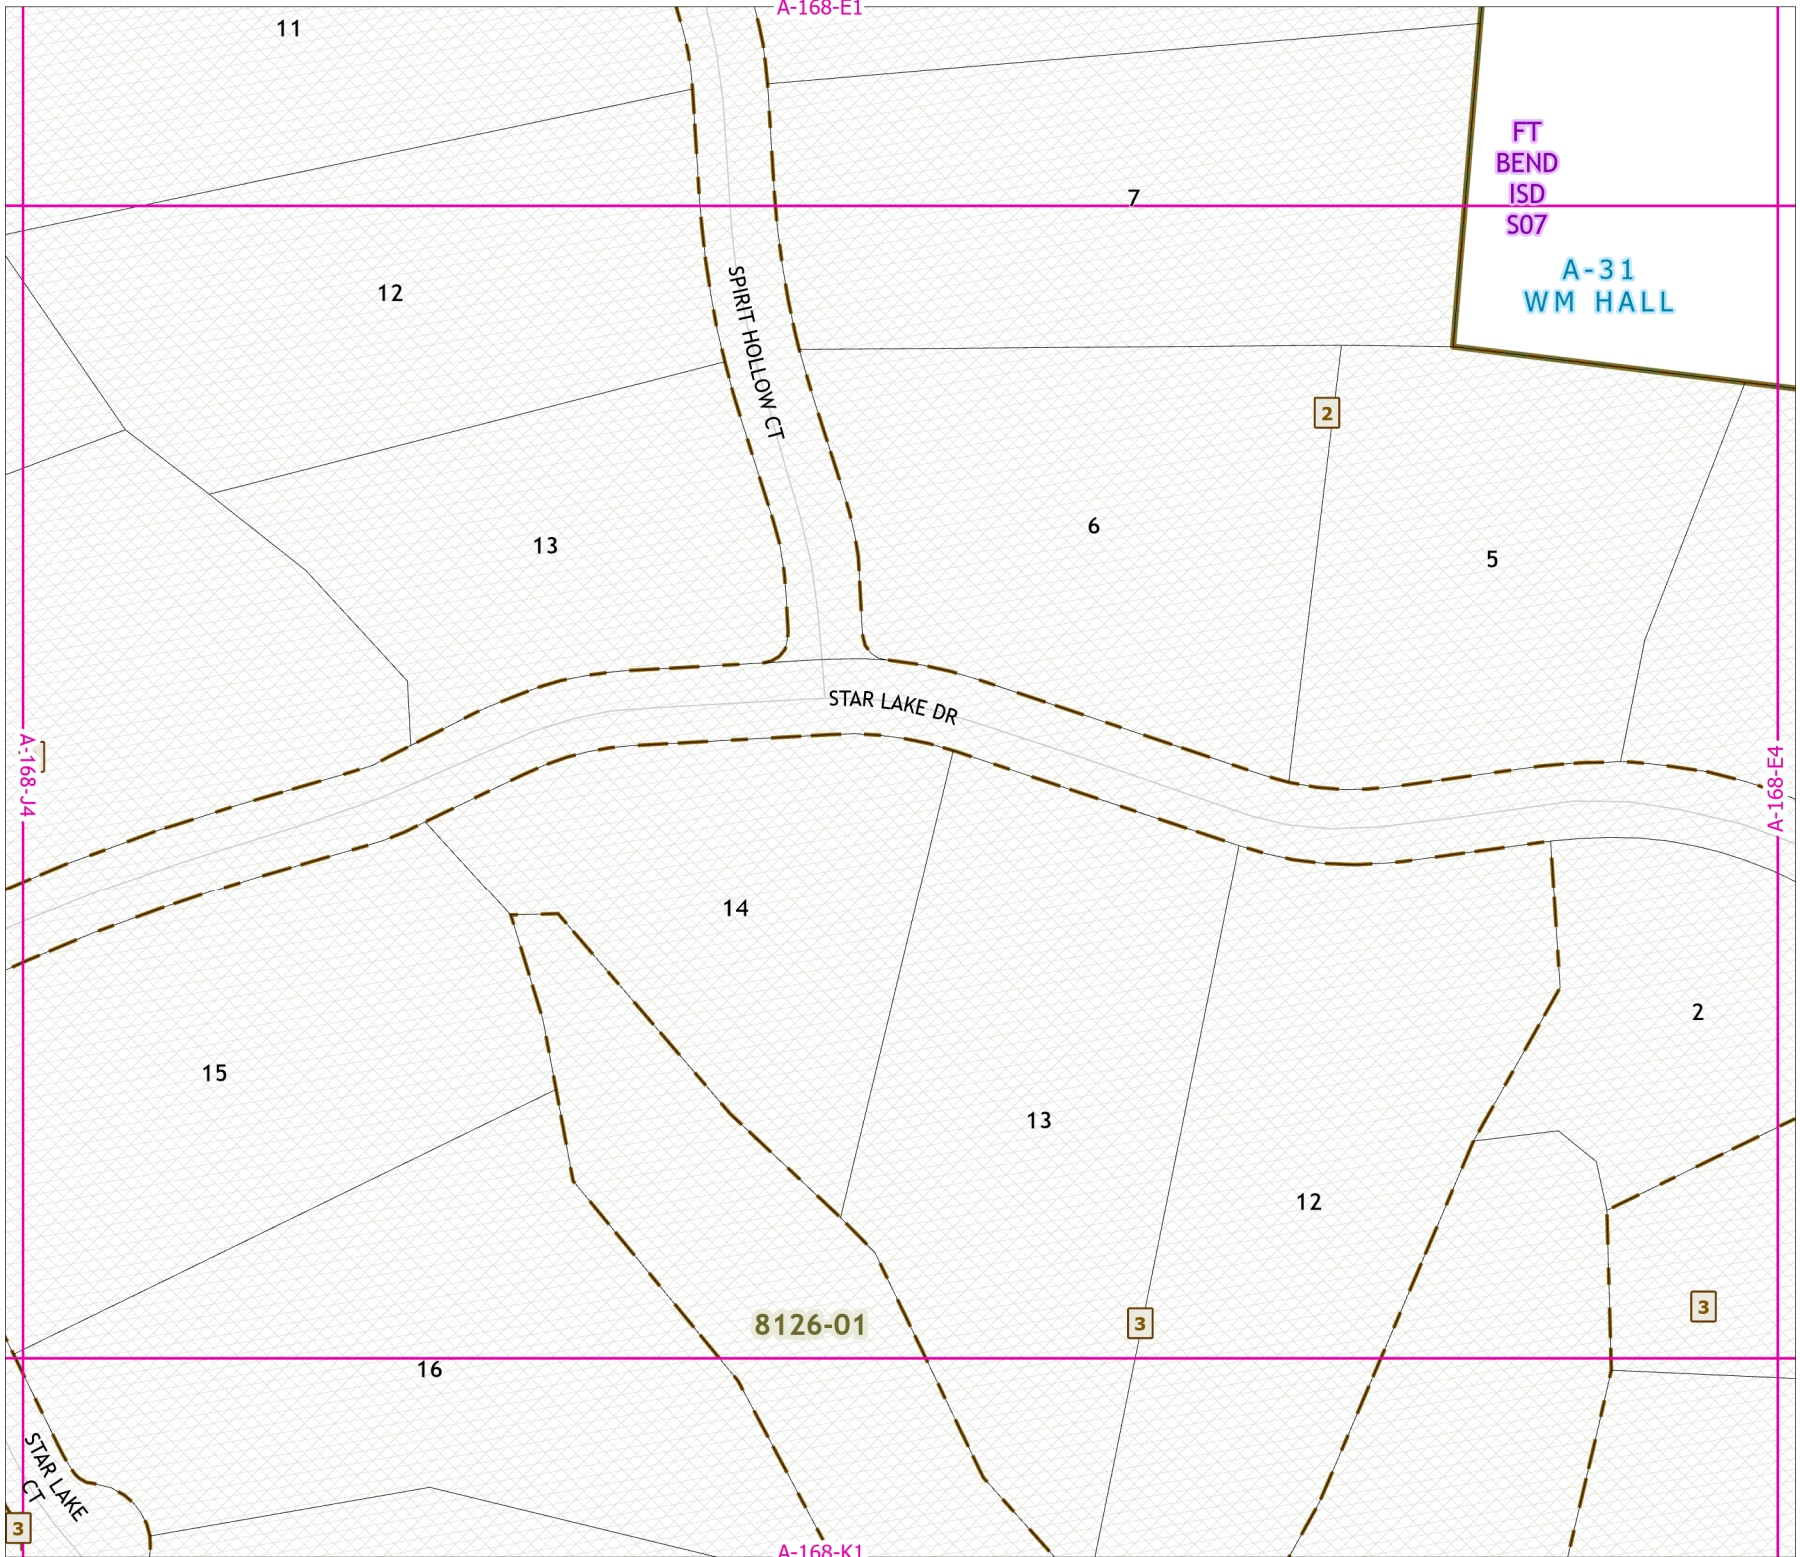 A-168-E1
11
FT
BEND
ISD
S07
7
A-31
WM HALL
12
SPIRIT HOLLOW CT
2
13
6
5
STAR LAKE DR
A-168-J4
A-168-E4
14
2
15
13
12
3
8126-01
3
16
STAR LAKE
CT
3
A-168-K1